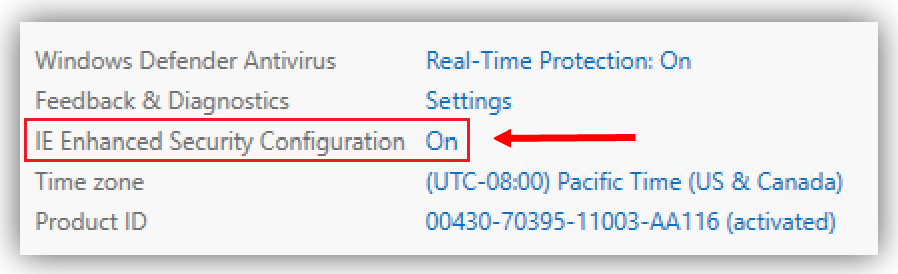 Windows Defender Antivirus Real-Time Protection: On
Feedback & Diagnostics Settings
IE Enhanced Security Configuration On
Time zone (UTC-08:00) Pacific Time (US & Canada)
Product ID 00430-70395-11003-AA116 (activated)